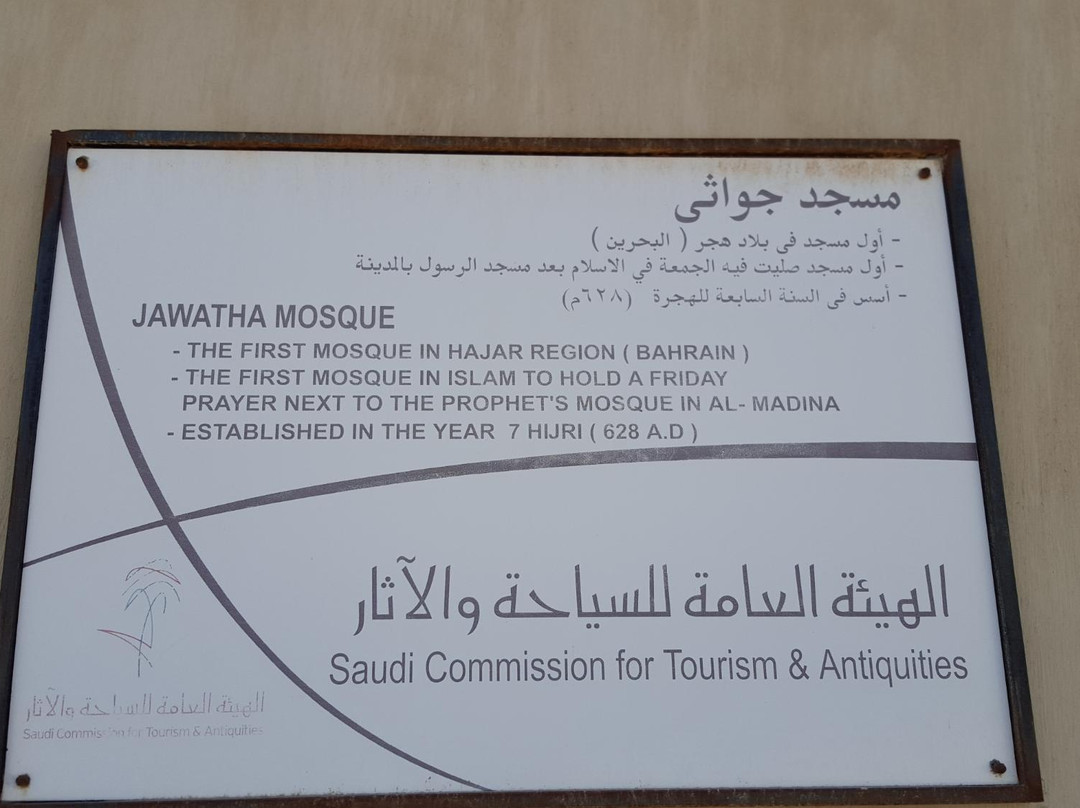 مسجد جواثى
- أول مسجد في بلاد هجر ( البحرين )
- أول مسجد صليت فيه الجمعة في الاسلام بعد مسجد الرسول بالمدينة
- أسس في السنة السابعة للهجرة (٦٢٨م)
JAWATHA MOSQUE
- THE FIRST MOSQUE IN HAJAR REGION ( BAHRAIN )
- THE FIRST MOSQUE IN ISLAM TO HOLD A FRIDAY
PRAYER NEXT TO THE PROPHET'S MOSQUE IN AL- MADINA
- ESTABLISHED IN THE YEAR 7 HIJRI ( 628 A.D )
الهيئة العامة للسياحة والآثار
Saudi Commission for Tourism & Antiquities
الهيئة العامة للسياحة والآثار
Saudi Commission for Tourism & Antiquities